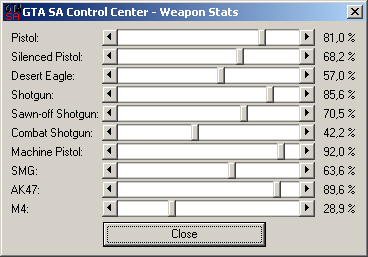 GTA SA GTA SA Control Center - Weapon Stats
Pistol: 81,0 %
Silenced Pistol: 68,2 %
Desert Eagle: 57,0 %
Shotgun: 85,6 %
Sawn-off Shotgun: 70,5 %
Combat Shotgun: 42,2 %
Machine Pistol: 92,0 %
SMG: 63,6 %
AK47: 89,6 %
M4: 28,9 %
Close